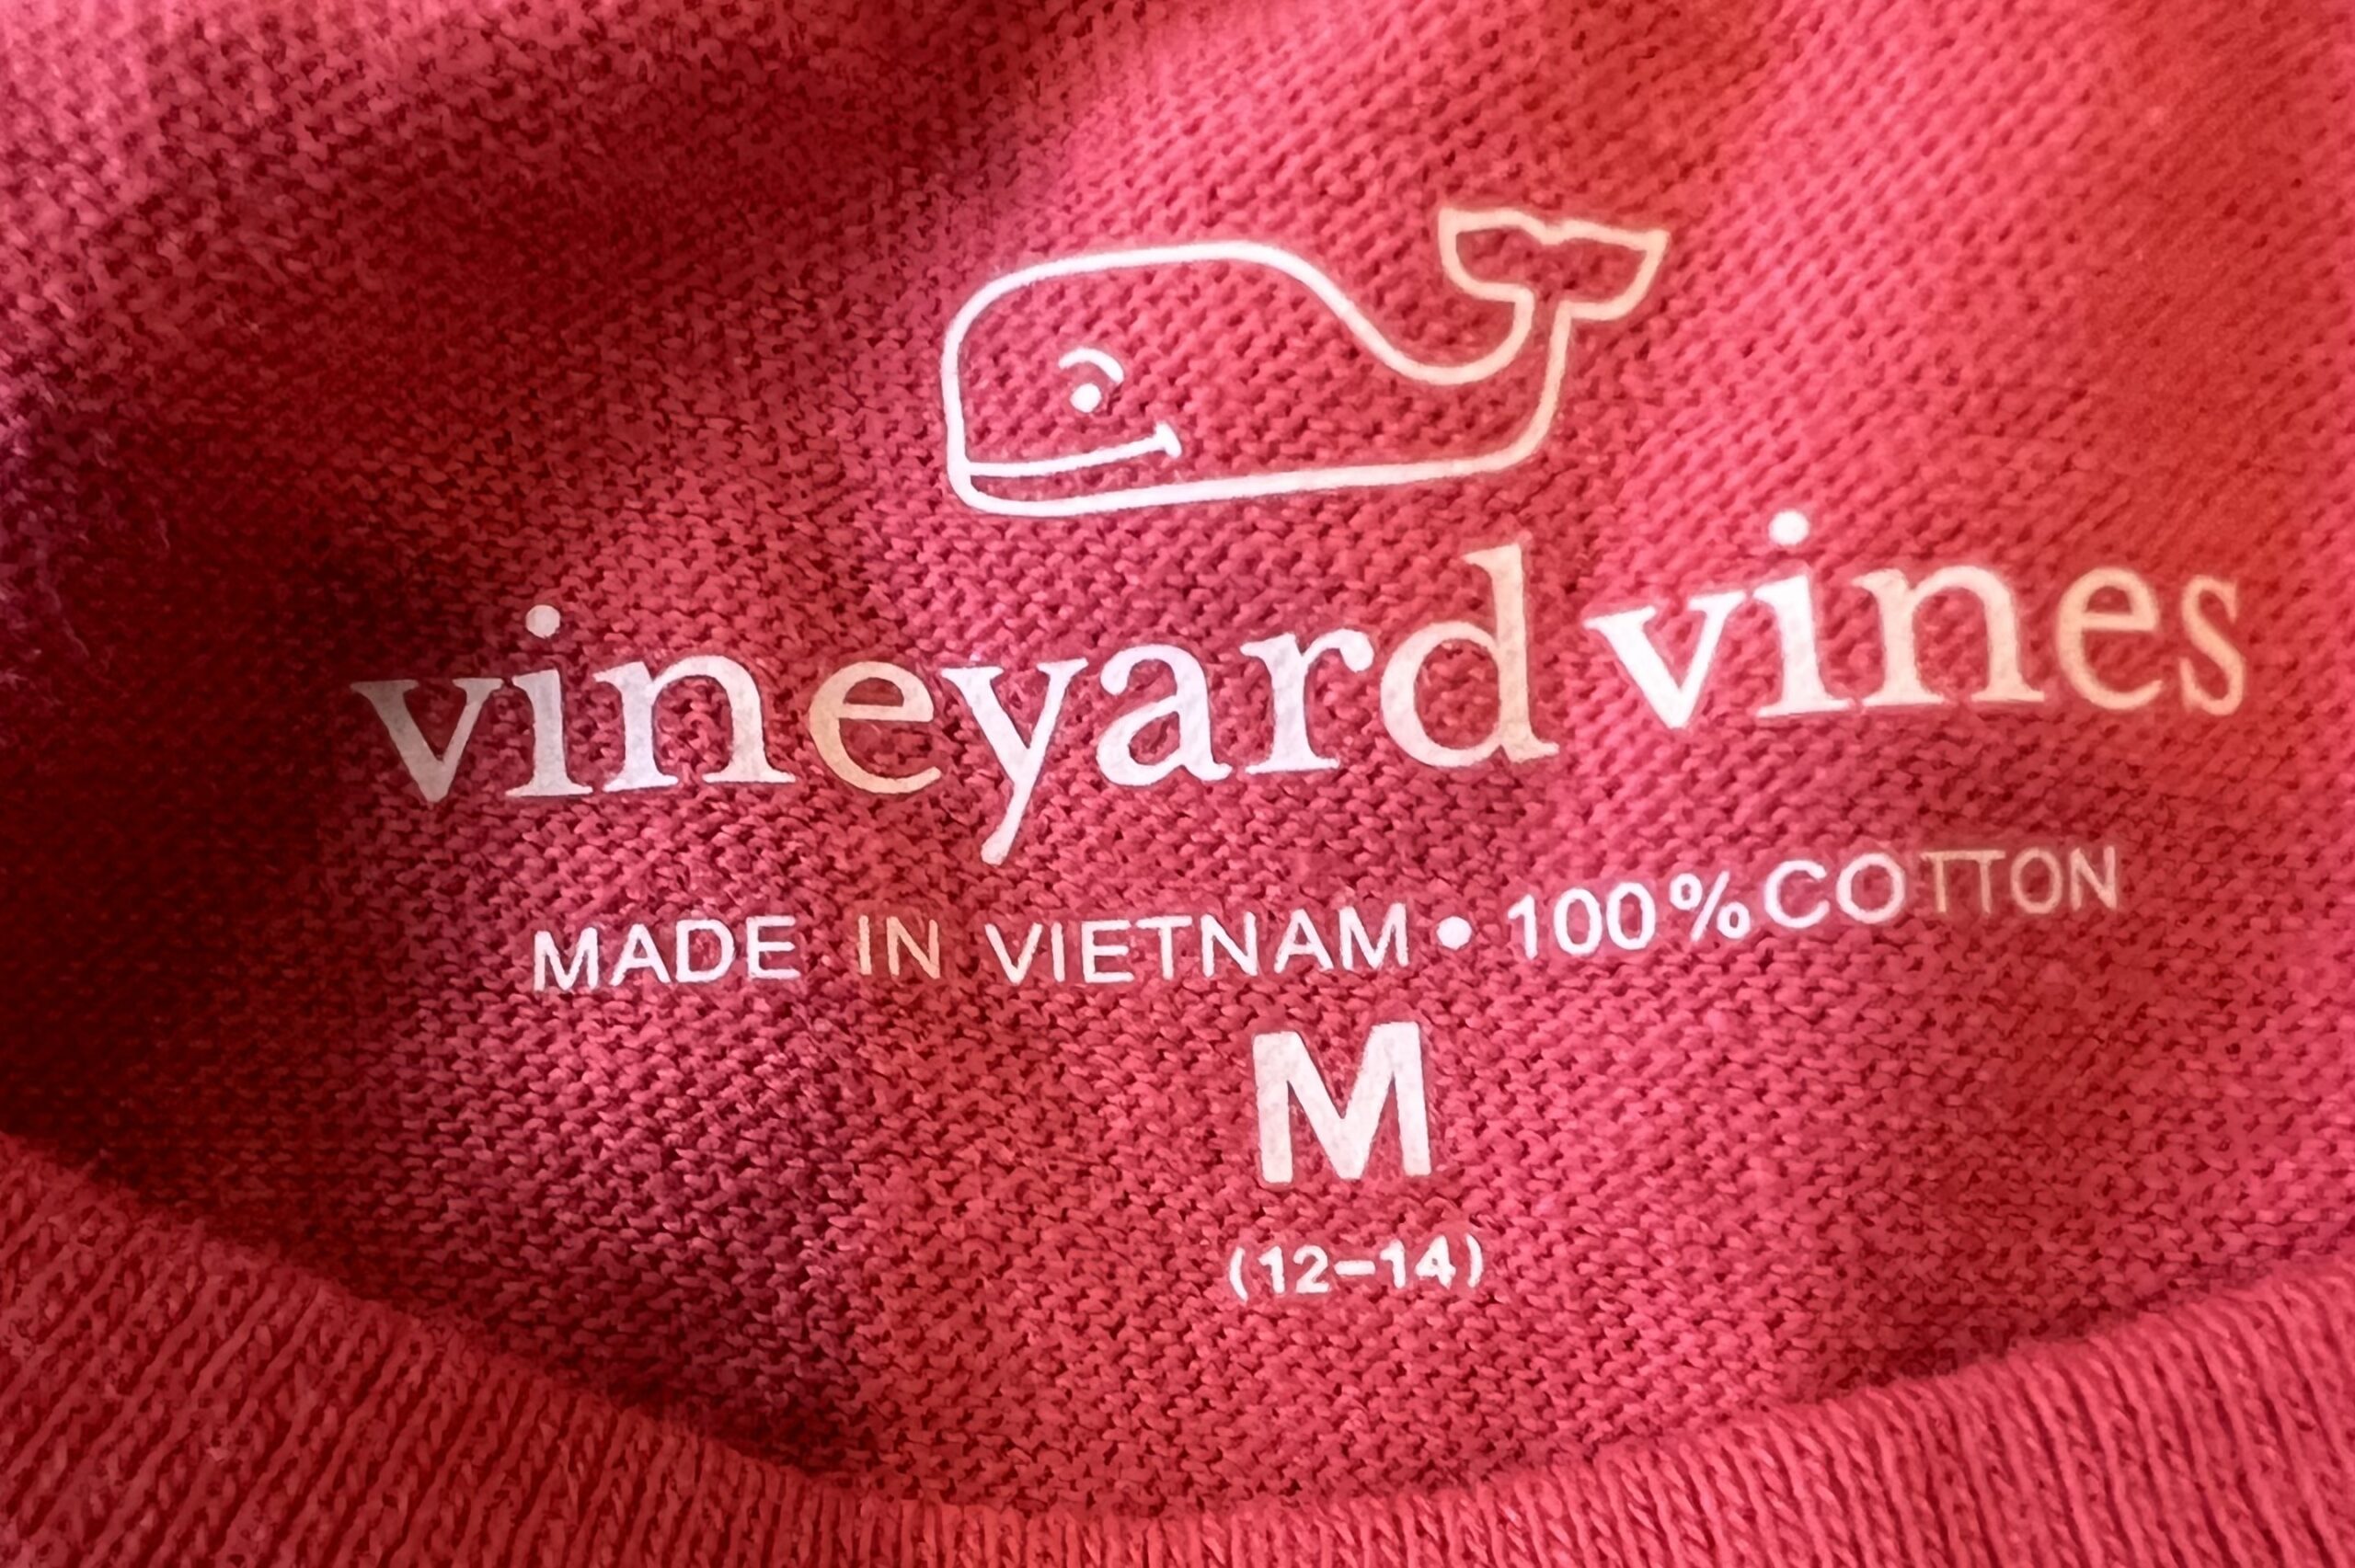 vineyard vines
MADE IN VIETNAM • 100% COTTON
M
(12-14)